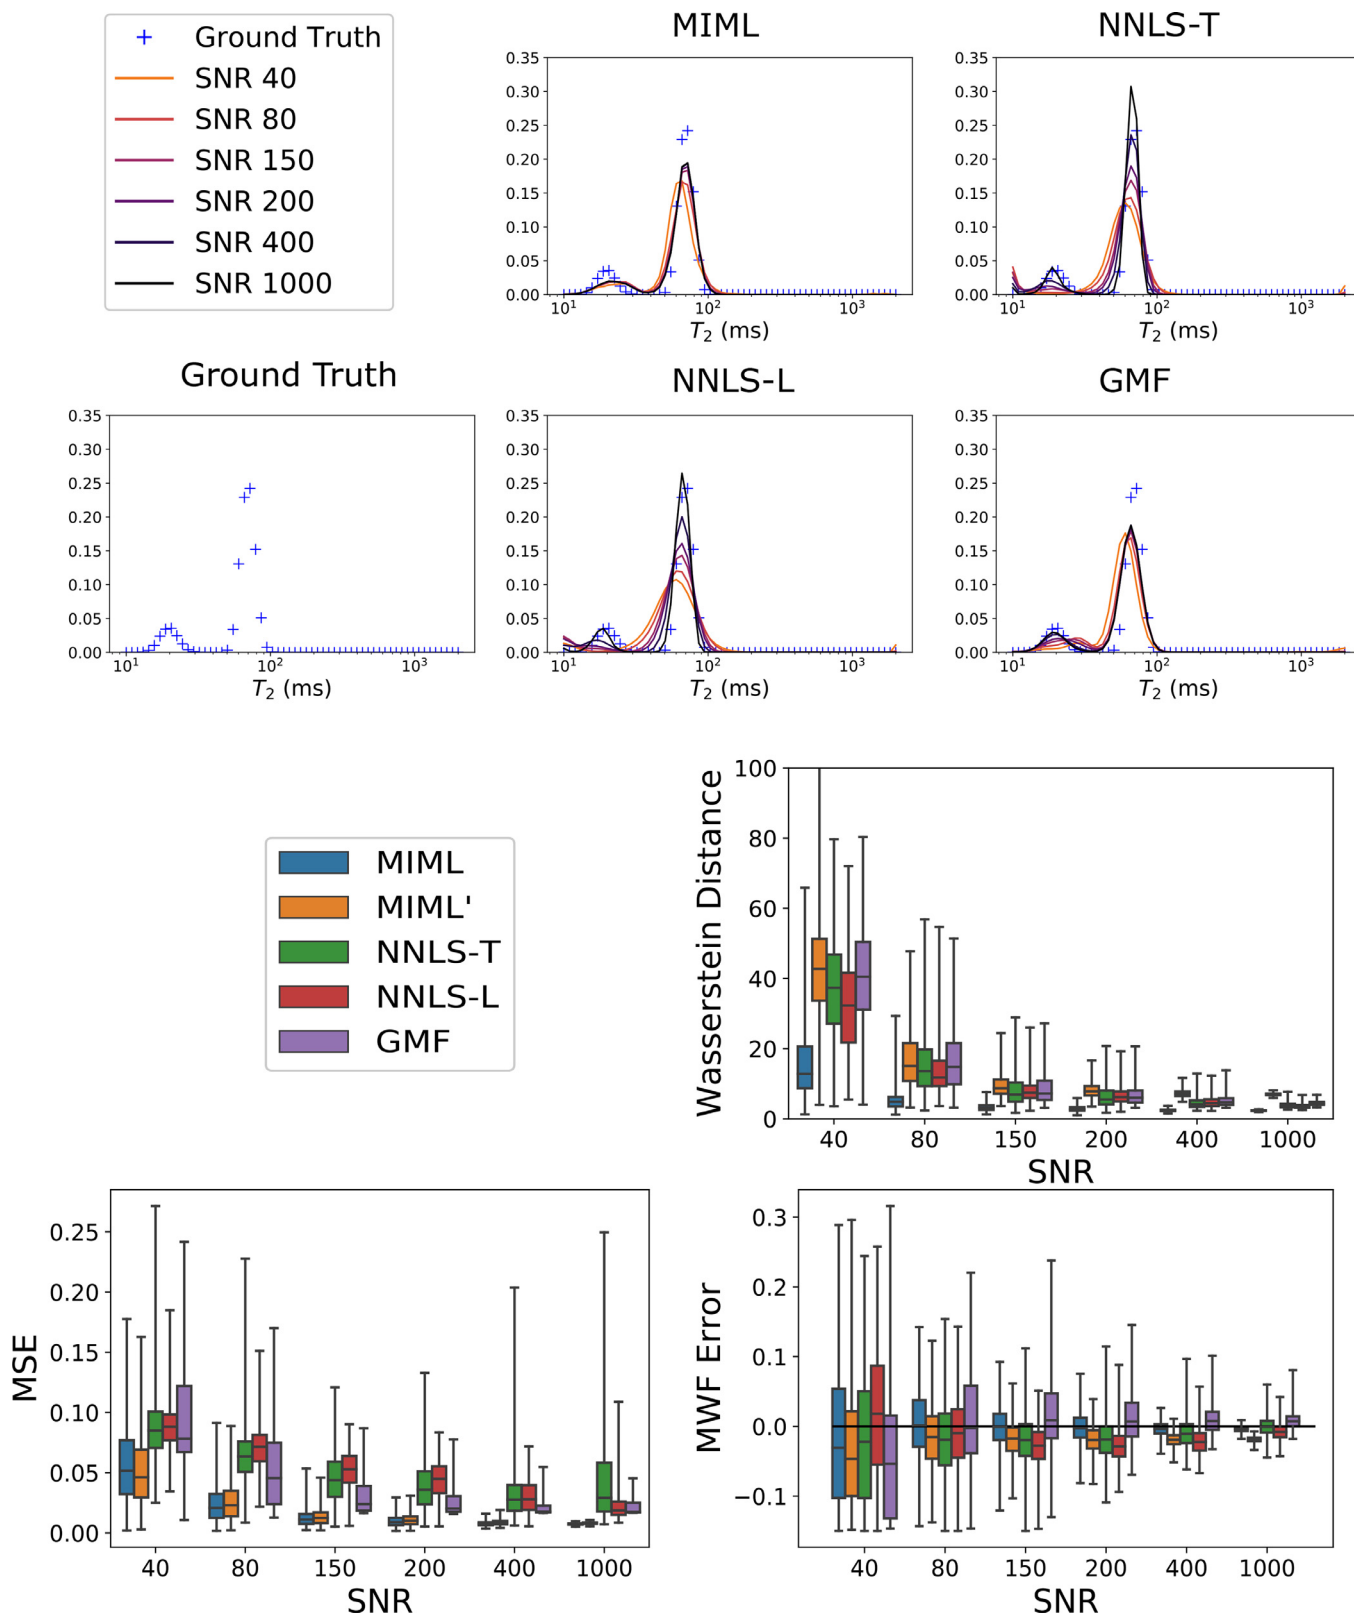 Ground Truth
SNR 40
SNR 80
SNR 150
SNR 200
SNR 400
SNR 1000
MIML
0.35
0.30
0.25
0.20
0.15
0.10
0.05
0.00
10¹ 10² 10³
T₂ (ms)
NNLS-T
0.35
0.30
0.25
0.20
0.15
0.10
0.05
0.00
10¹ 10² 10³
T₂ (ms)
Ground Truth
0.35
0.30
0.25
0.20
0.15
0.10
0.05
0.00
10¹ 10² 10³
T₂ (ms)
NNLS-L
0.35
0.30
0.25
0.20
0.15
0.10
0.05
0.00
10¹ 10² 10³
T₂ (ms)
GMF
0.35
0.30
0.25
0.20
0.15
0.10
0.05
0.00
10¹ 10² 10³
T₂ (ms)
MIML
MIML'
NNLS-T
NNLS-L
GMF
Wasserstein Distance
100
80
60
40
20
0
40 80 150 200 400 1000
SNR
MSE
0.25
0.20
0.15
0.10
0.05
0.00
40 80 150 200 400 1000
SNR
MWF Error
0.3
0.2
0.1
0.0
−0.1
40 80 150 200 400 1000
SNR